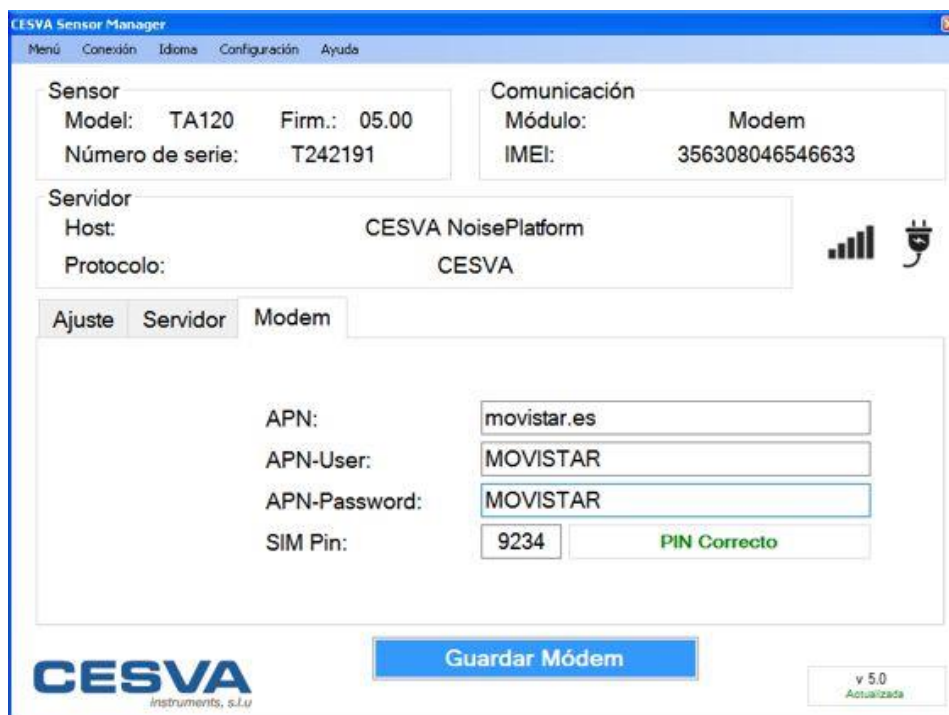 CESVA Sensor Manager
Menú Conexión Idioma Configuración Ayuda
Sensor
Model: TA120 Firm.: 05.00
Número de serie: T242191
Comunicación
Módulo: Modem
IMEI: 356308046546633
Servidor
Host: CESVA NoisePlatform
Protocolo: CESVA
Ajuste Servidor Modem
APN: movistar.es
APN-User: MOVISTAR
APN-Password: MOVISTAR
SIM Pin: 9234 PIN Correcto
Guardar Módem
CESVA
instruments, s.l.u
v 5.0
Actualizada